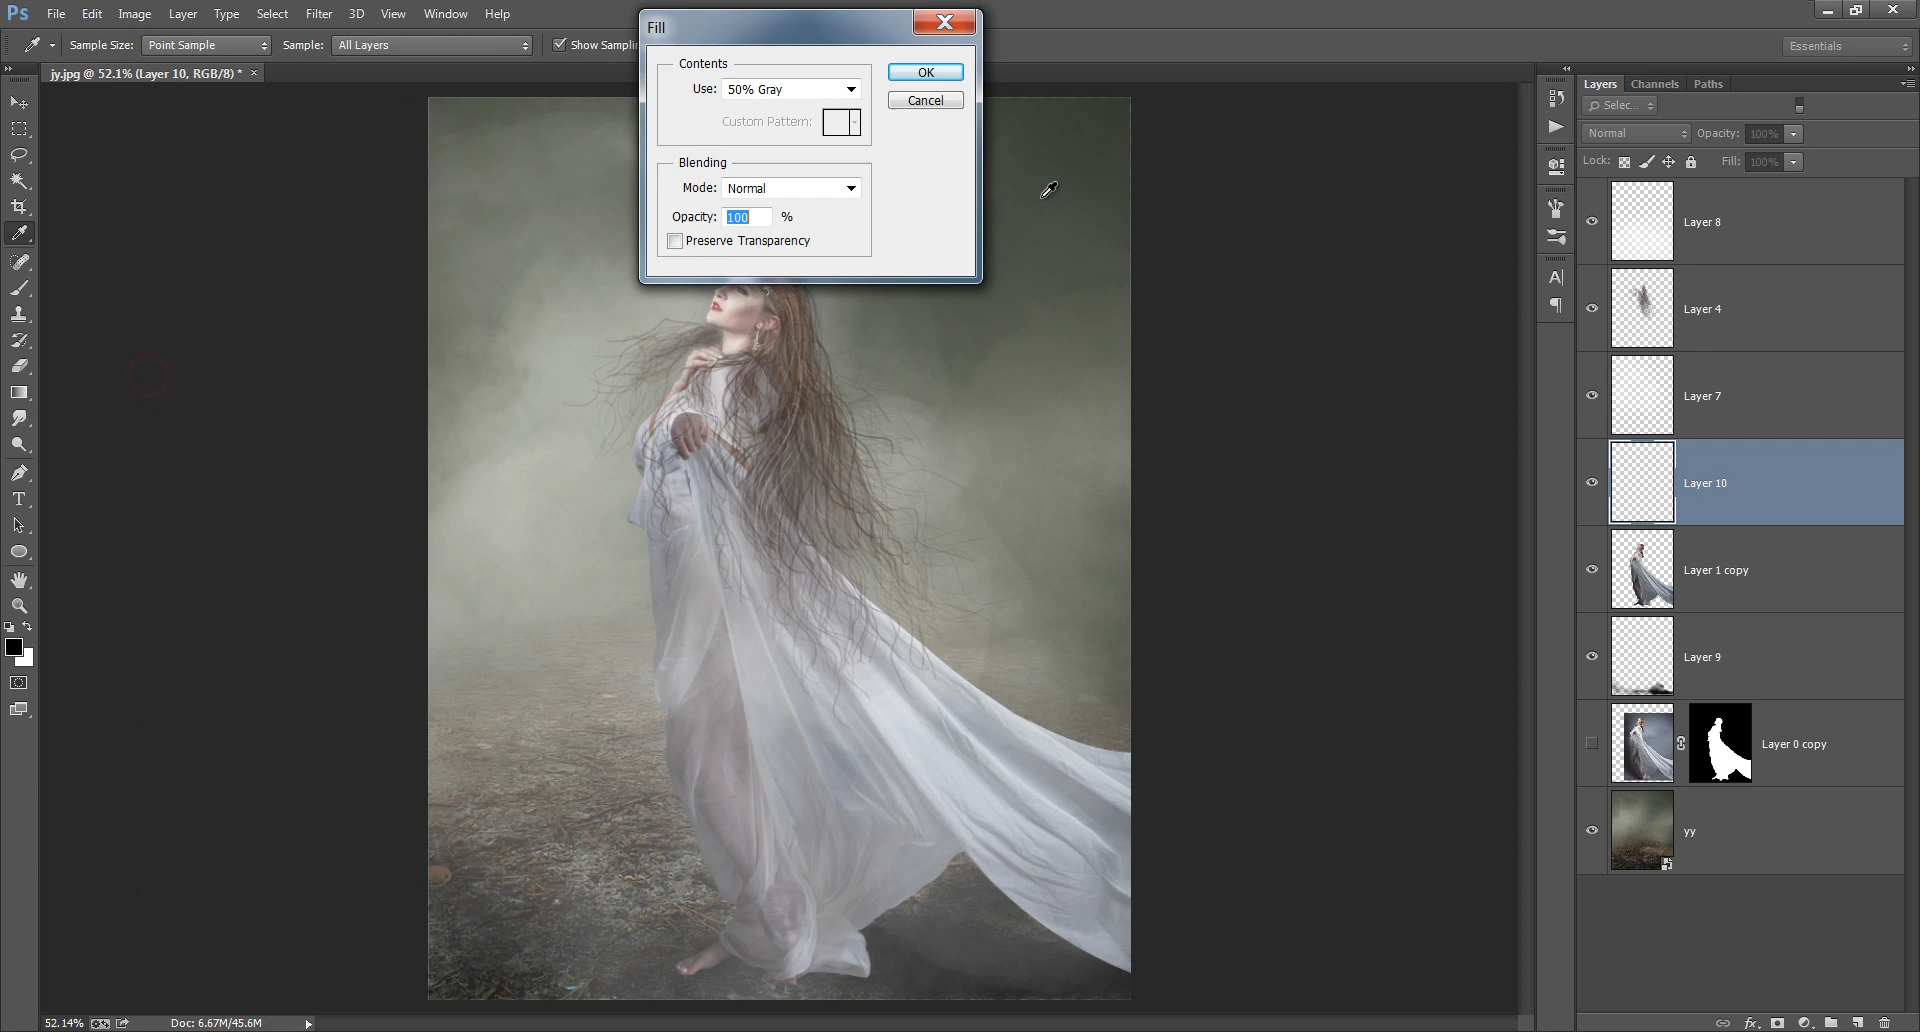 Ps File Edit Image Layer Type Select Filter 3D View Window Help
Sample Size: Point Sample Sample: All Layers Show Essentials
jy.jpg @ 52.1% (Layer 10, RGB/8) * ×
Fill
Contents
Use: 50% Gray
Custom Pattern:
OK
Cancel
Blending
Mode: Normal
Opacity: 100 %
Preserve Transparency
Layers Channels Paths
Selec...
Normal Opacity: 100%
Lock: Fill: 100%
Layer 8
Layer 4
Layer 7
Layer 10
Layer 1 copy
Layer 9
Layer 0 copy
yy
52.14% Doc: 6.67M/45.6M